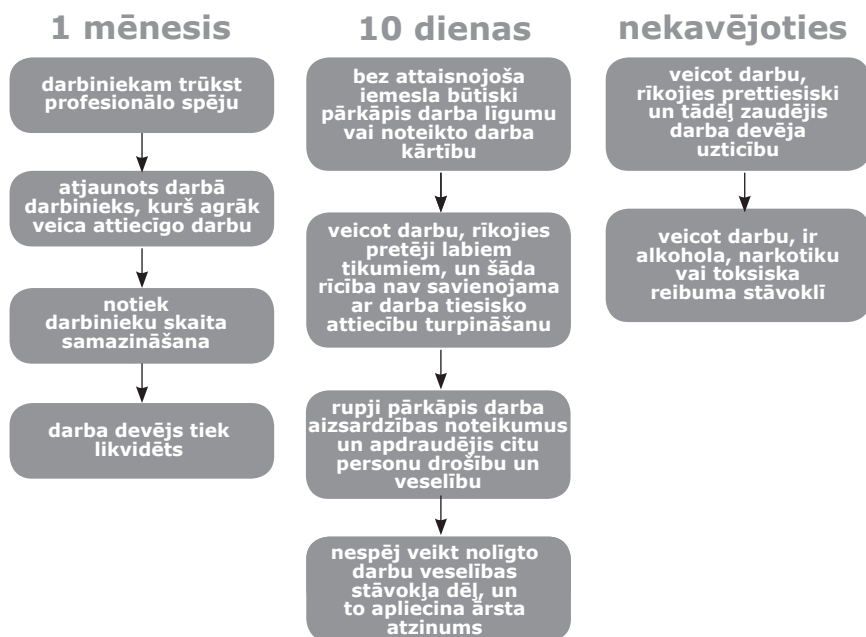 1 mēnesis
darbiniekam trūkst
profesionālo spēju
atjaunots darbā
darbinieks, kurš agrāk
veica attiecīgo darbu
notiek
darbinieku skaita
samazināšana
darba devējs tiek
likvidēts
10 dienas
bez attaisnojoša
iemesla būtiski
pārkāpis darba līgumu
vai noteikto darba
kārtību
veicot darbu, rīkojies
pretēji labiem
tikumiem, un šāda
rīcība nav savienojama
ar darba tiesisko
attiecību turpināšanu
rupji pārkāpis darba
aizsardzības noteikumus
un apdraudējis citu
personu drošību un
veselību
nespēj veikt nolīgto
darbu veselības
stāvokļa dēļ, un
to apliecina ārsta
atzinums
nekavējoties
veicot darbu,
rīkojies prettiesiski
un tādēļ zaudējis
darba devēja
uzticību
veicot darbu, ir
alkohola, narkotiku
vai toksiska
reibuma stāvoklī